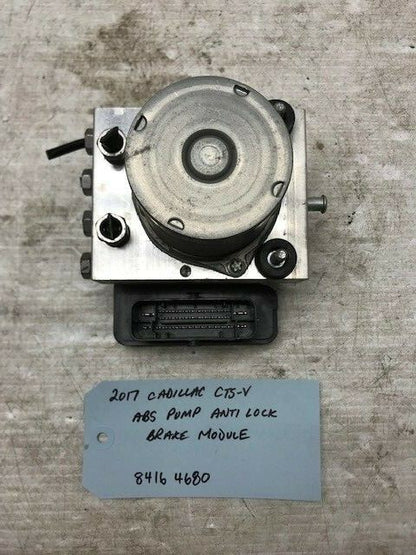 2017 CADILLAC CTS-V
ABS PUMP ANTI LOCK
BRAKE MODULE
8416 4680